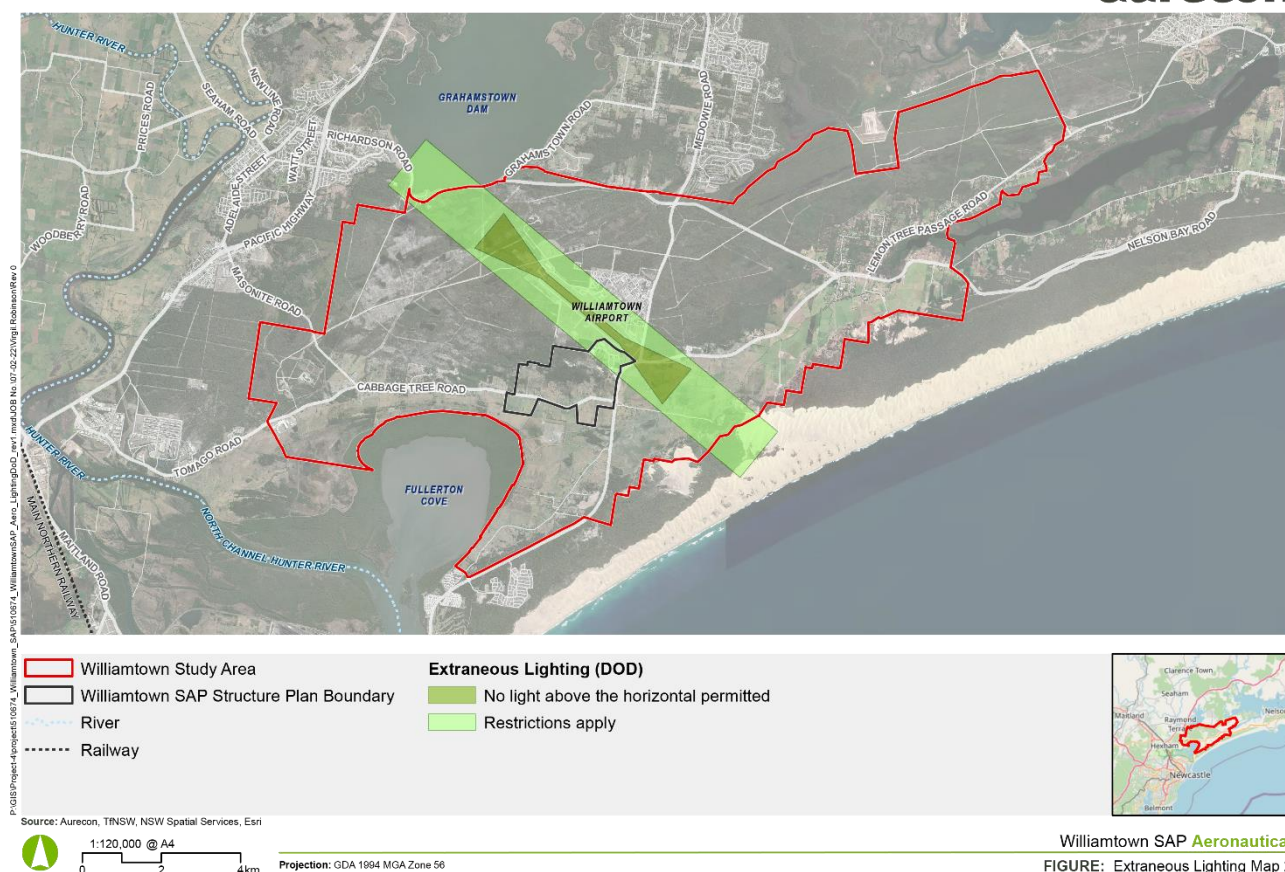 HUNTER RIVER
NEWLINE ROAD
SEAHAM ROAD
PRICES ROAD
GRAHAMSTOWN
DAM
MEDOWIE ROAD
RICHARDSON ROAD
GRAHAMSTOWN ROAD
WATT STREET
ADELAIDE STREET
PACIFIC HIGHWAY
WOODBERRY ROAD
LEMON TREE PASSAGE ROAD
NELSON BAY ROAD
MASONITE ROAD
WILLIAMTOWN
AIRPORT
CABBAGE TREE ROAD
TOMAGO ROAD
HUNTER RIVER
FULLERTON
COVE
NORTH CHANNEL HUNTER RIVER
MAITLAND ROAD
MAIN NORTHERN RAILWAY
Williamtown Study Area
Williamtown SAP Structure Plan Boundary
River
Railway
Extraneous Lighting (DOD)
No light above the horizontal permitted
Restrictions apply
Clarence Town
Seaham
Maitland
Raymond
Terra
Nelso
Hexham
Newcastle
Belmont
Source: Aurecon, TfNSW, NSW Spatial Services, Esri
1:120,000 @ A4
0 2 4km
Projection: GDA 1994 MGA Zone 56
Williamtown SAP Aeronautica
FIGURE: Extraneous Lighting Map